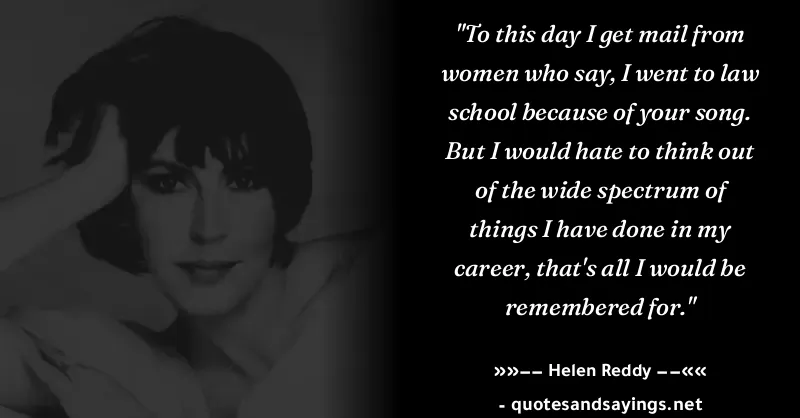 "To this day I get mail from
women who say, I went to law
school because of your song.
But I would hate to think out
of the wide spectrum of
things I have done in my
career, that's all I would be
remembered for."
»»–– Helen Reddy ––««
- quotesandsayings.net